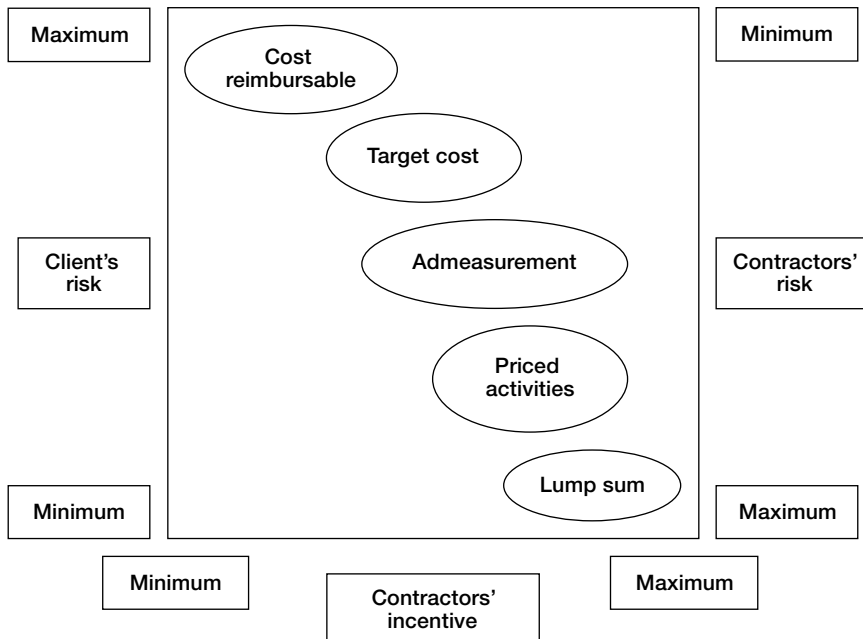 Maximum
Cost
reimbursable
Minimum
Target cost
Client's
risk
Admeasurement
Contractors'
risk
Priced
activities
Minimum
Lump sum
Maximum
Minimum
Contractors'
incentive
Maximum